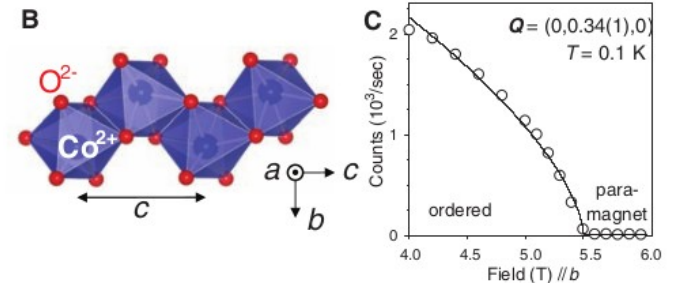 B
O²⁻
Co²⁺
a
c
b
c
C
Q = (0,0.34(1),0)
T = 0.1 K
Counts (10³/sec)
2
1
0
ordered
para-
magnet
4.0 4.5 5.0 5.5 6.0
Field (T) // b